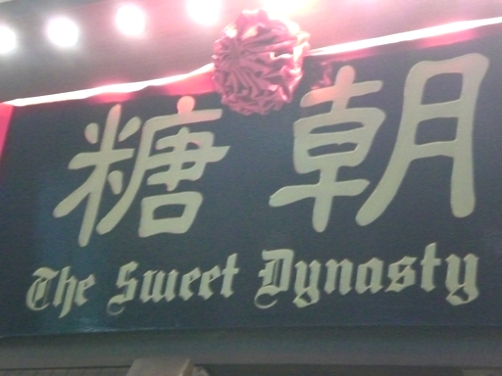 糖朝
The Sweet Dynasty